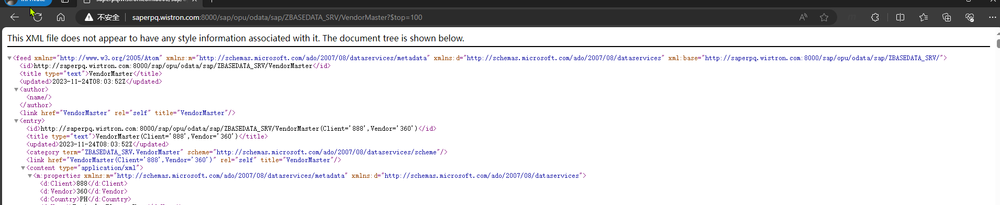 InPrivate
不安全 saperpq.wistron.com:8000/sap/opu/odata/sap/ZBASEDATA_SRV/VendorMaster?$top=100
This XML file does not appear to have any style information associated with it. The document tree is shown below.
<feed xmlns="http://www.w3.org/2005/Atom" xmlns:m="http://schemas.microsoft.com/ado/2007/08/dataservices/metadata" xmlns:d="http://schemas.microsoft.com/ado/2007/08/dataservices" xml:base="http://saperpq.wistron.com:8000/sap/opu/odata/sap/ZBASEDATA_SRV/">
<id>http://saperpq.wistron.com:8000/sap/opu/odata/sap/ZBASEDATA_SRV/VendorMaster</id>
<title type="text">VendorMaster</title>
<updated>2023-11-24T08:03:52Z</updated>
<author>
<name/>
</author>
<link href="VendorMaster" rel="self" title="VendorMaster"/>
<entry>
<id>http://saperpq.wistron.com:8000/sap/opu/odata/sap/ZBASEDATA_SRV/VendorMaster(Client='888',Vendor='360')</id>
<title type="text">VendorMaster(Client='888',Vendor='360')</title>
<updated>2023-11-24T08:03:52Z</updated>
<category term="ZBASEDATA_SRV.VendorMaster" scheme="http://schemas.microsoft.com/ado/2007/08/dataservices/scheme"/>
<link href="VendorMaster(Client='888',Vendor='360')" rel="self" title="VendorMaster"/>
<content type="application/xml">
<m:properties xmlns:m="http://schemas.microsoft.com/ado/2007/08/dataservices/metadata" xmlns:d="http://schemas.microsoft.com/ado/2007/08/dataservices">
<d:Client>888</d:Client>
<d:Vendor>360</d:Vendor>
<d:Country>PH</d:Country>